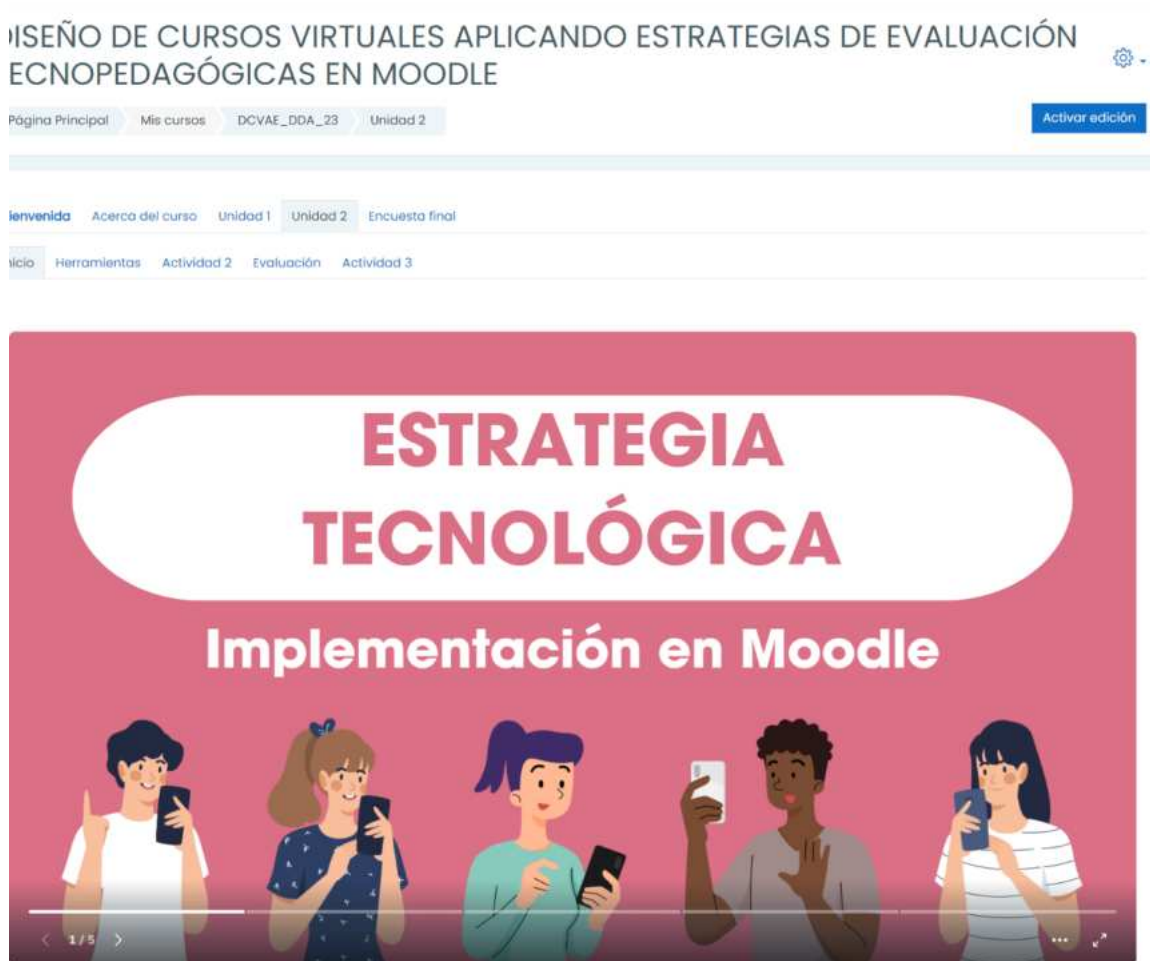 ISEÑO DE CURSOS VIRTUALES APLICANDO ESTRATEGIAS DE EVALUACIÓN
ECNOPEDAGÓGICAS EN MOODLE
Página Principal Mis cursos DCVAE_DDA_23 Unidad 2
Activar edición
ienvenida Acerca del curso Unidad 1 Unidad 2 Encuesta final
nicio Herramientas Actividad 2 Evaluación Actividad 3
ESTRATEGIA
TECNOLÓGICA
Implementación en Moodle
1/5